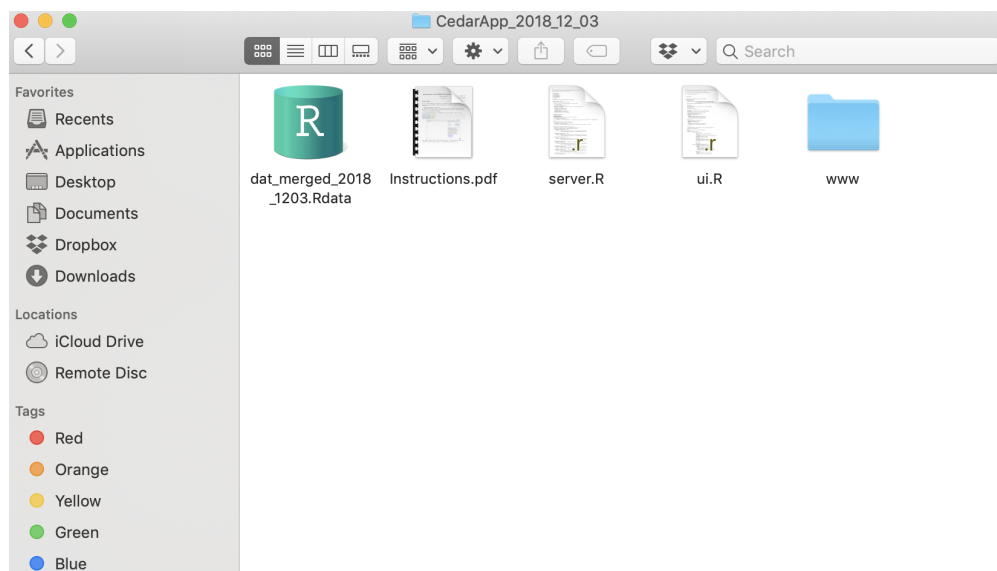 CedarApp_2018_12_03
Search
Favorites
Recents
Applications
Desktop
Documents
Dropbox
Downloads
Locations
iCloud Drive
Remote Disc
Tags
Red
Orange
Yellow
Green
Blue
R
.r
.r
dat_merged_2018
_1203.Rdata
Instructions.pdf
server.R
ui.R
www